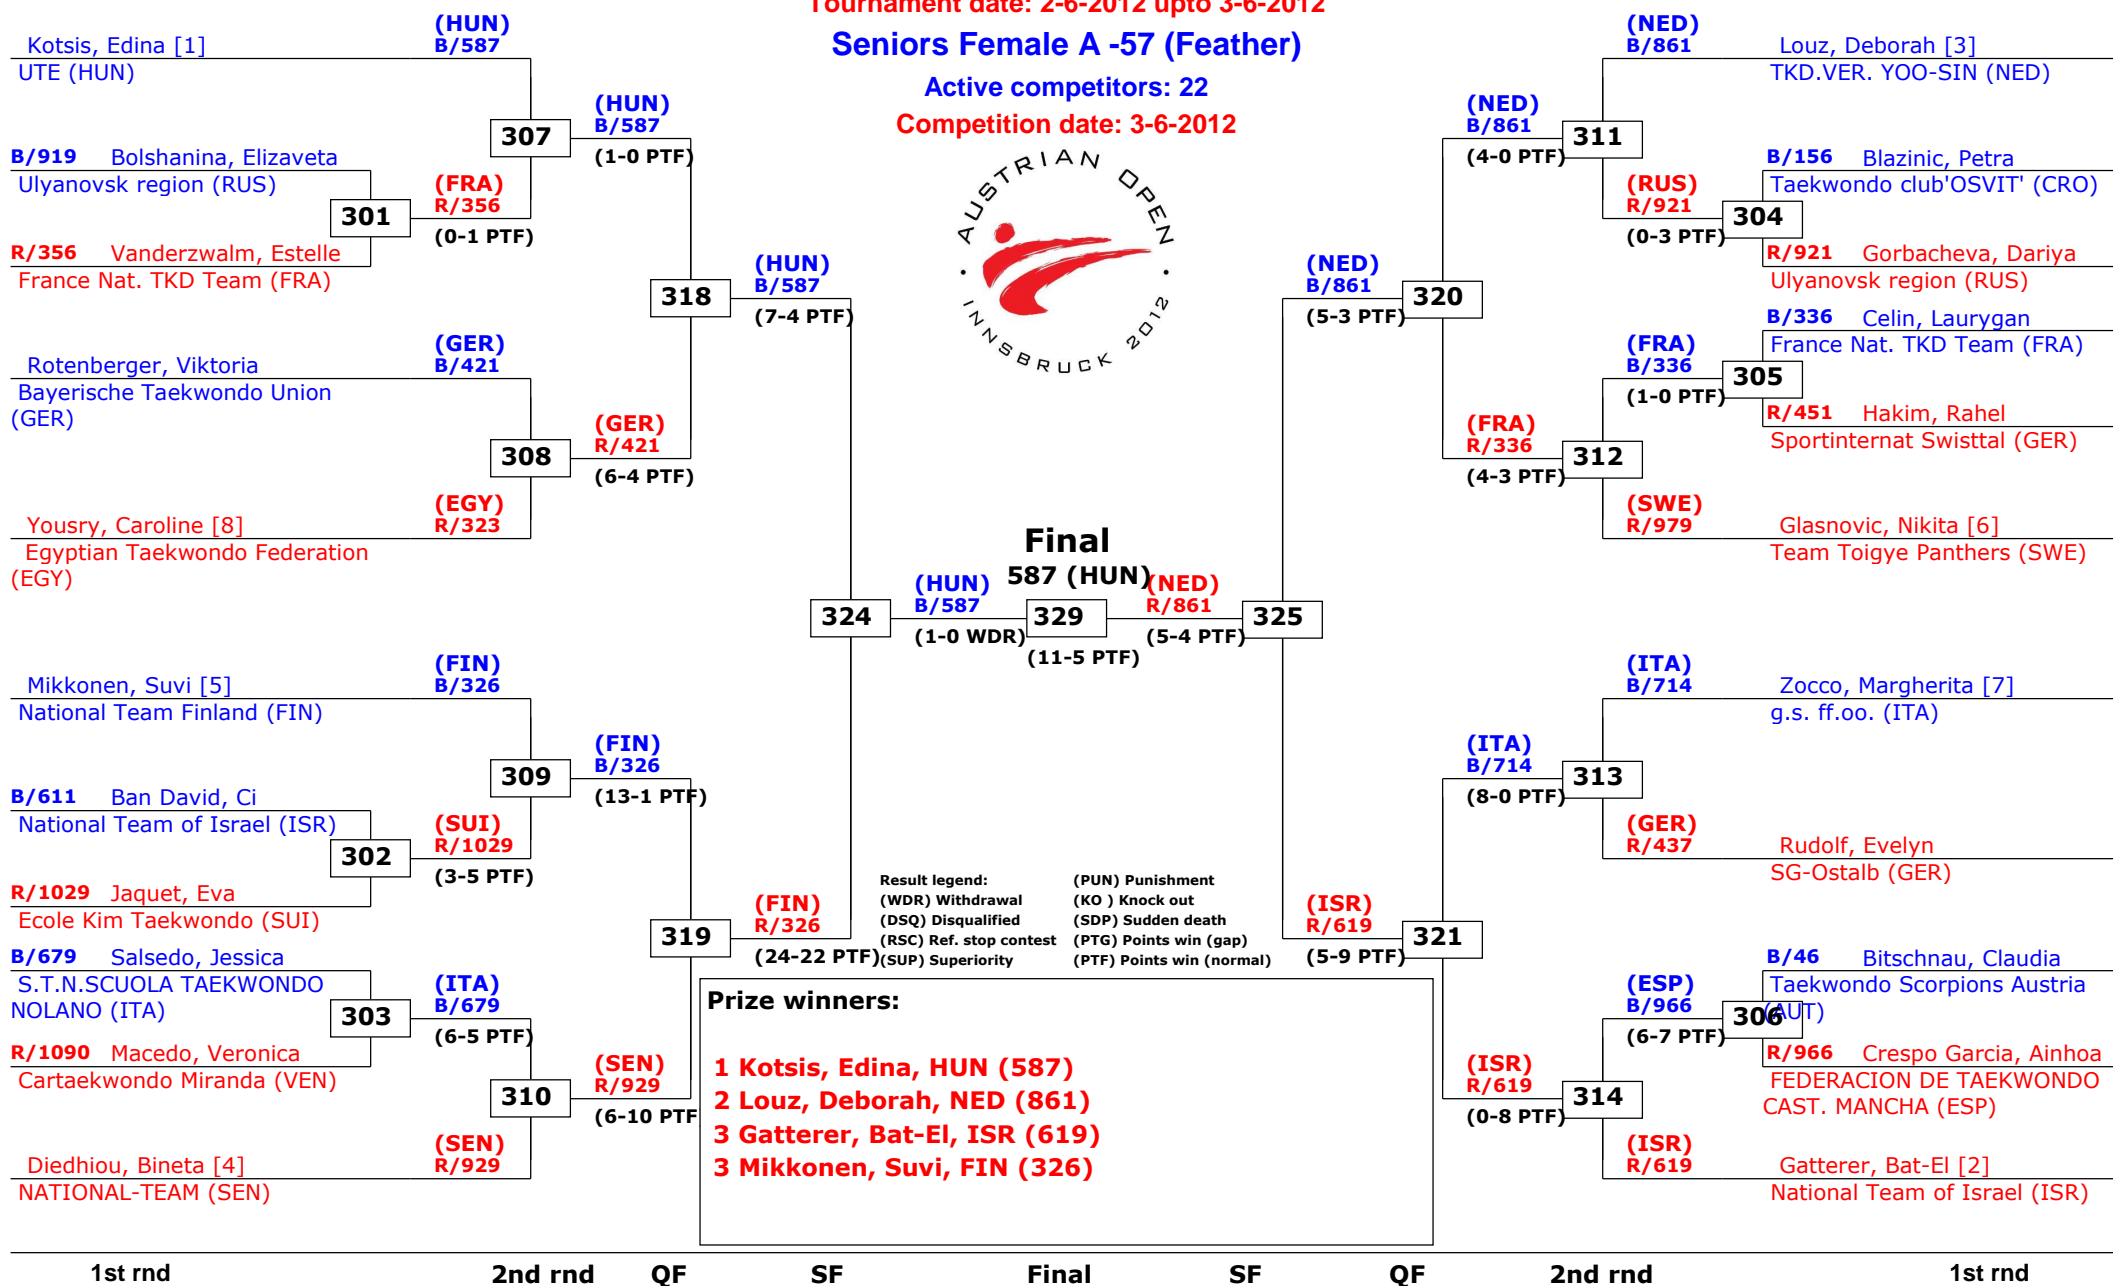 Tournament date: 2-6-2012 upto 3-6-2012
Seniors Female A -57 (Feather)
Active competitors: 22
Competition date: 3-6-2012
AUSTRIAN OPEN
· INNSBRUCK 2012 ·
Kotsis, Edina [1]
UTE (HUN)
(HUN)
B/587
B/919 Bolshanina, Elizaveta
Ulyanovsk region (RUS)
301
R/356 Vanderzwalm, Estelle
France Nat. TKD Team (FRA)
(FRA)
R/356
(0-1 PTF)
307
(HUN)
B/587
(1-0 PTF)
Rotenberger, Viktoria
Bayerische Taekwondo Union
(GER)
(GER)
B/421
308
(GER)
R/421
(6-4 PTF)
Yousry, Caroline [8]
Egyptian Taekwondo Federation
(EGY)
(EGY)
R/323
318
(HUN)
B/587
(7-4 PTF)
Mikkonen, Suvi [5]
National Team Finland (FIN)
(FIN)
B/326
B/611 Ban David, Ci
National Team of Israel (ISR)
302
R/1029 Jaquet, Eva
Ecole Kim Taekwondo (SUI)
(SUI)
R/1029
(3-5 PTF)
309
(FIN)
B/326
(13-1 PTF)
B/679 Salsedo, Jessica
S.T.N.SCUOLA TAEKWONDO
NOLANO (ITA)
303
R/1090 Macedo, Veronica
Cartaekwondo Miranda (VEN)
(ITA)
B/679
(6-5 PTF)
310
(SEN)
R/929
(6-10 PTF
Diedhiou, Bineta [4]
NATIONAL-TEAM (SEN)
(SEN)
R/929
319
(FIN)
R/326
(24-22 PTF)
324
(HUN)
B/587
(1-0 WDR)
Final
587 (HUN)
329
(11-5 PTF)
(NED)
R/861
(5-4 PTF)
325
(NED)
B/861
(5-3 PTF)
320
(NED)
B/861
(4-0 PTF)
311
(NED)
B/861
Louz, Deborah [3]
TKD.VER. YOO-SIN (NED)
B/156 Blazinic, Petra
Taekwondo club'OSVIT' (CRO)
(RUS)
R/921
(0-3 PTF)
304
R/921 Gorbacheva, Dariya
Ulyanovsk region (RUS)
B/336 Celin, Laurygan
France Nat. TKD Team (FRA)
(FRA)
B/336
(1-0 PTF)
305
R/451 Hakim, Rahel
Sportinternat Swisttal (GER)
(FRA)
R/336
(4-3 PTF)
312
(SWE)
R/979
Glasnovic, Nikita [6]
Team Toigye Panthers (SWE)
(ITA)
B/714
Zocco, Margherita [7]
g.s. ff.oo. (ITA)
(ITA)
B/714
(8-0 PTF)
313
(GER)
R/437
Rudolf, Evelyn
SG-Ostalb (GER)
(ISR)
R/619
(5-9 PTF)
321
B/46 Bitschnau, Claudia
Taekwondo Scorpions Austria
(AUT)
(ESP)
B/966
(6-7 PTF)
306
R/966 Crespo Garcia, Ainhoa
FEDERACION DE TAEKWONDO
CAST. MANCHA (ESP)
(ISR)
R/619
(0-8 PTF)
314
(ISR)
R/619
Gatterer, Bat-El [2]
National Team of Israel (ISR)
Result legend: (PUN) Punishment
(WDR) Withdrawal (KO ) Knock out
(DSQ) Disqualified (SDP) Sudden death
(RSC) Ref. stop contest (PTG) Points win (gap)
(SUP) Superiority (PTF) Points win (normal)
Prize winners:
1 Kotsis, Edina, HUN (587)
2 Louz, Deborah, NED (861)
3 Gatterer, Bat-El, ISR (619)
3 Mikkonen, Suvi, FIN (326)
1st rnd 2nd rnd QF SF Final SF QF 2nd rnd 1st rnd